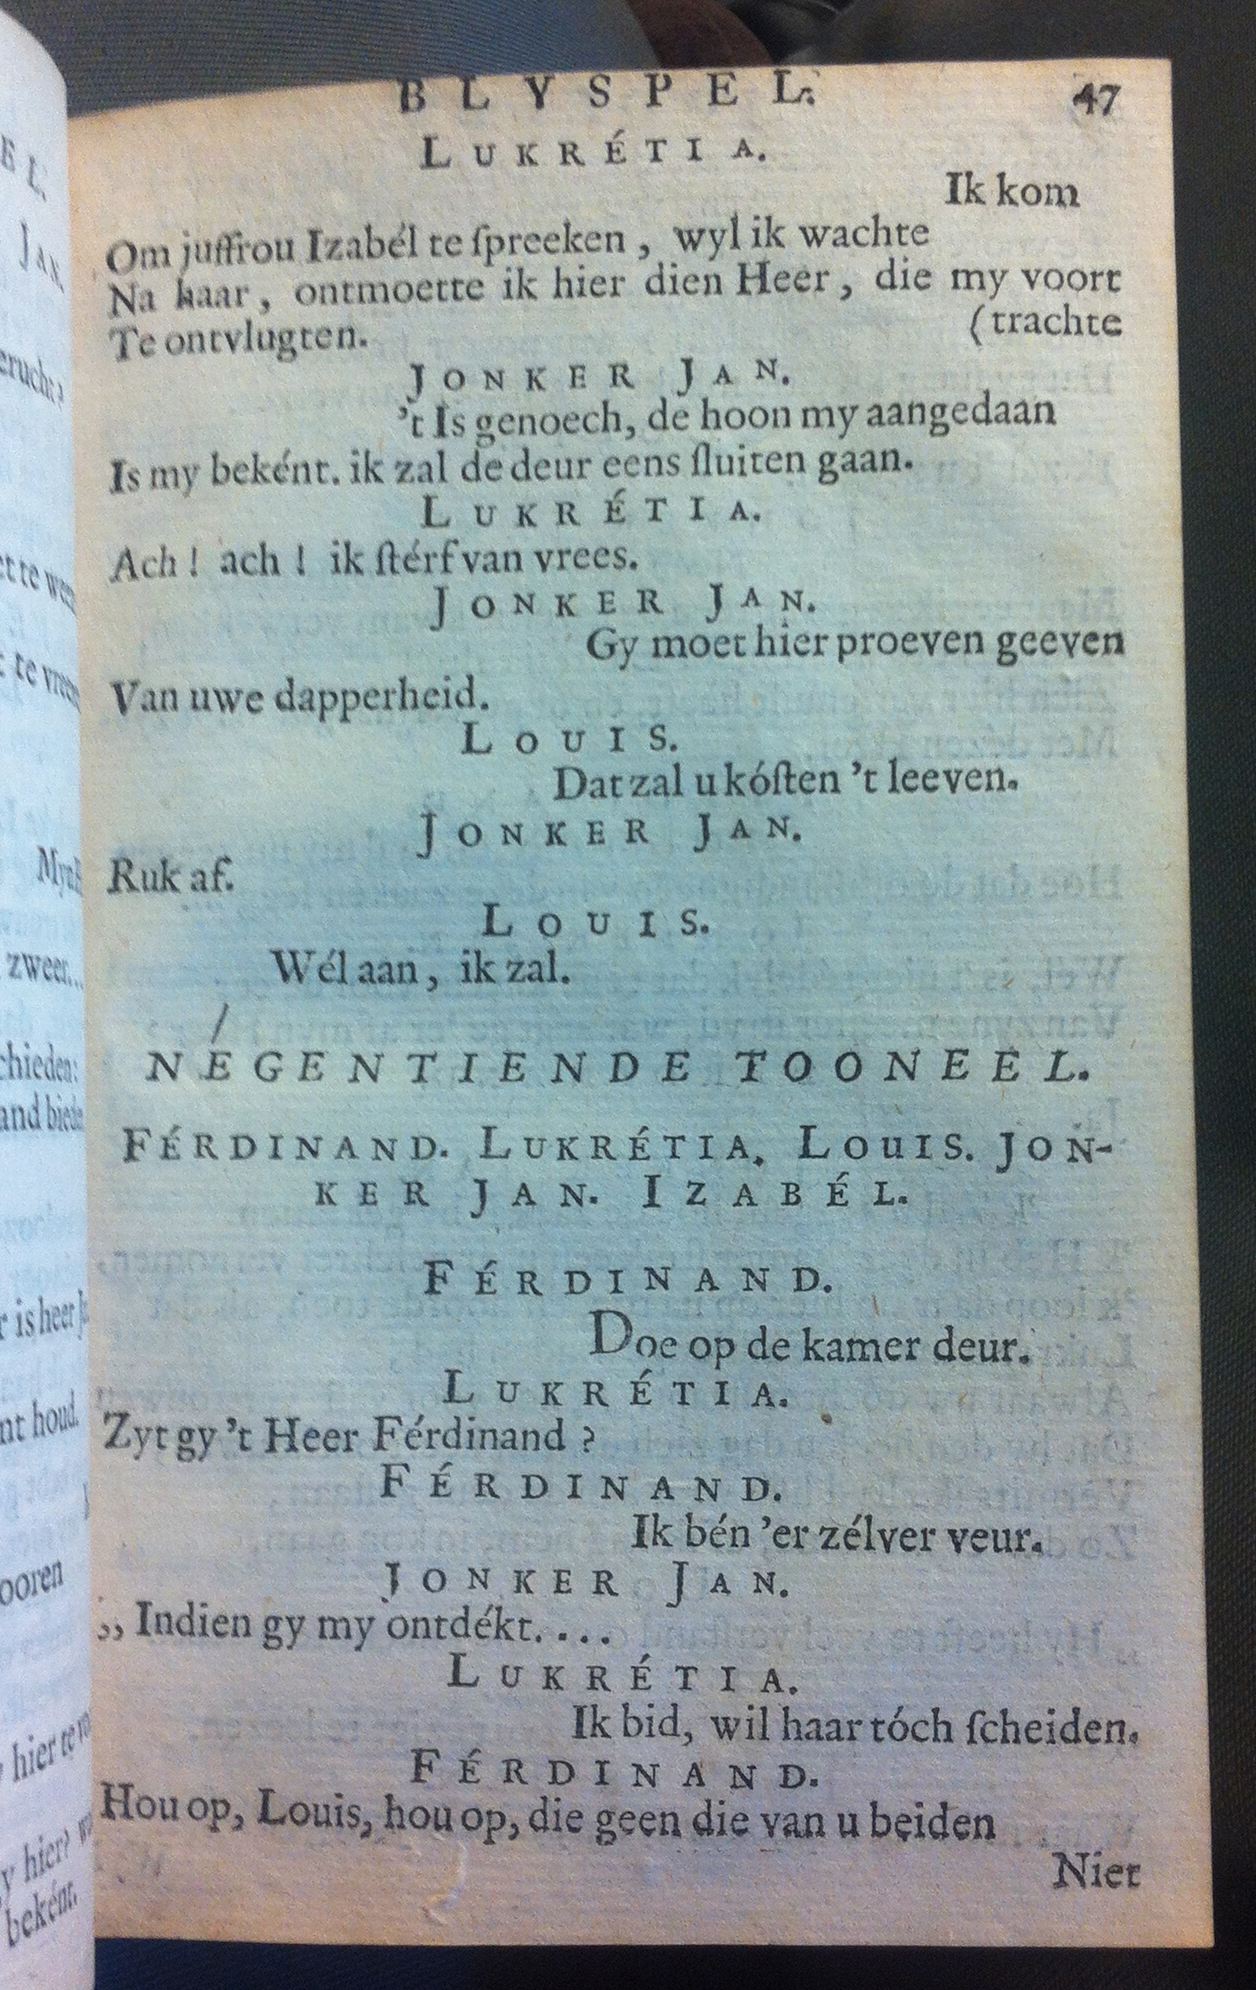 BLYSPEL. 47
LUKRÉTIA.
Ik kom
Om juffrou Izabél te ſpreeken, wyl ik wachte
Na haar, ontmoette ik hier dien Heer, die my voort
Te ontvlugten. (trachte
JONKER JAN.
't Is genoech, de hoon my aangedaan
Is my beként. ik zal de deur eens ſluiten gaan.
LUKRÉTIA.
Ach! ach! ik ſtérf van vrees.
JONKER JAN.
Gy moet hier proeven geeven
Van uwe dapperheid.
LOUIS.
Dat zal u kóſten 't leeven.
JONKER JAN.
Ruk af.
LOUIS.
Wél aan, ik zal.
NEGENTIENDE TOONEEL.
FÉRDINAND. LUKRÉTIA. LOUIS. JON-
KER JAN. IZABÉL.
FÉRDINAND.
Doe op de kamer deur.
LUKRÉTIA.
Zyt gy 't Heer Férdinand?
FÉRDINAND.
Ik bén 'er zélver veur.
JONKER JAN.
,, Indien gy my ontdékt....
LUKRÉTIA.
Ik bid, wil haar tóch ſcheiden.
FÉRDINAND.
Hou op, Louis, hou op, die geen die van u beiden
Niet